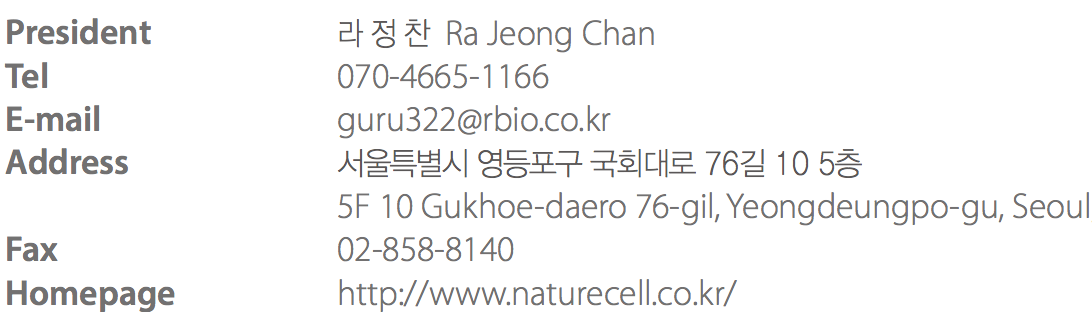 President 라 정 찬 Ra Jeong Chan
Tel 070-4665-1166
E-mail guru322@rbio.co.kr
Address 서울특별시 영등포구 국회대로 76길 10 5층
5F 10 Gukhoe-daero 76-gil, Yeongdeungpo-gu, Seoul
Fax 02-858-8140
Homepage http://www.naturecell.co.kr/